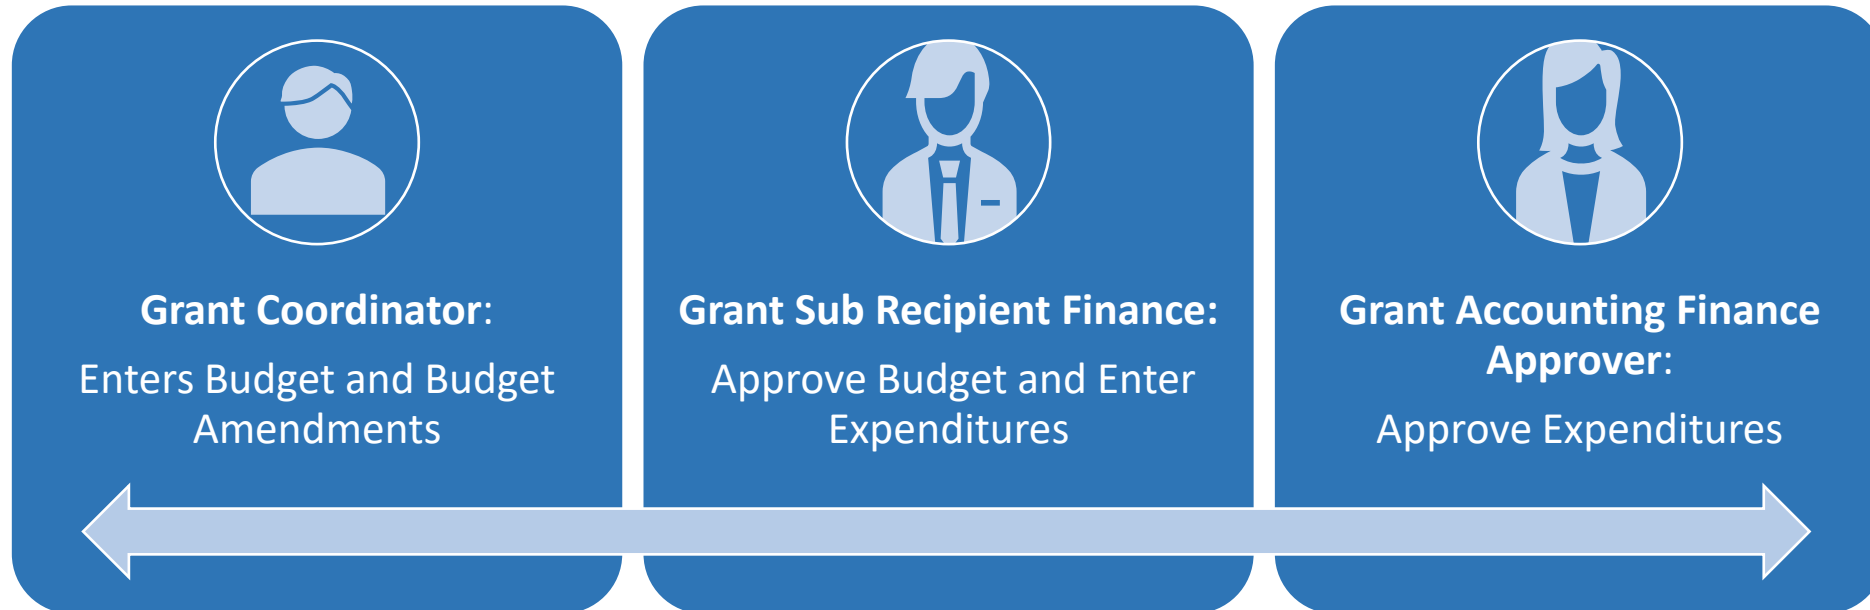 Grant Coordinator:
Enters Budget and Budget
Amendments
Grant Sub Recipient Finance:
Approve Budget and Enter
Expenditures
Grant Accounting Finance
Approver:
Approve Expenditures